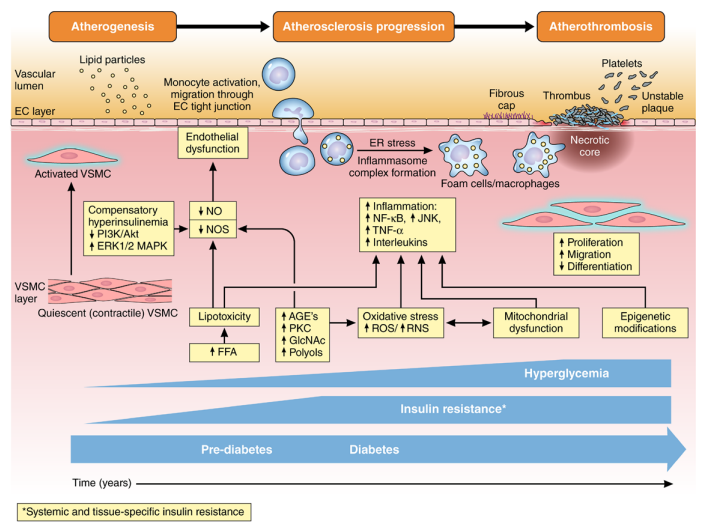 Atherogenesis
Atherosclerosis progression
Atherothrombosis
Lipid particles
Platelets
Vascular
lumen
Monocyte activation,
migration through
EC tight junction
Fibrous
cap
Thrombus
Unstable
plaque
EC layer
Endothelial
dysfunction
ER stress
Inflammasome
complex formation
Necrotic
core
Activated VSMC
Foam cells/macrophages
Compensatory
hyperinsulinemia
↓ PI3K/Akt
↑ ERK1/2 MAPK
↓ NO
↓ NOS
↑ Inflammation:
↑ NF-κB, ↑ JNK,
↑ TNF-α
↑ Interleukins
↑ Proliferation
↑ Migration
↓ Differentiation
VSMC
layer
Quiescent (contractile) VSMC
Lipotoxicity
↑ FFA
↑ AGE's
↑ PKC
↑ GlcNAc
↑ Polyols
Oxidative stress
↑ ROS/ ↑ RNS
Mitochondrial
dysfunction
Epigenetic
modifications
Hyperglycemia
Insulin resistance*
Pre-diabetes
Diabetes
Time (years)
*Systemic and tissue-specific insulin resistance